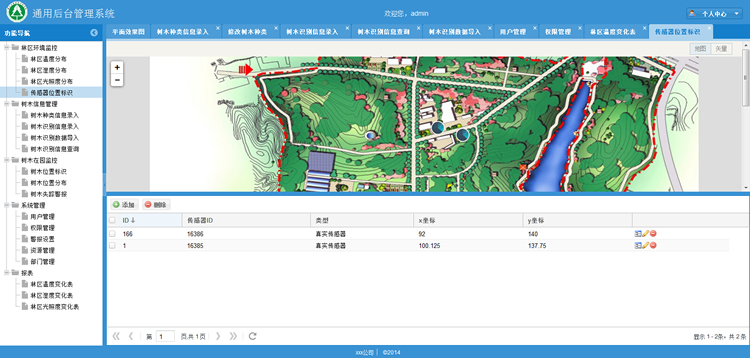 通用后台管理系统
欢迎您，admin
个人中心
功能导航
平面效果图 树木种类信息录入 修改树木种类 树木识别信息录入 树木识别信息查询 树木识别数据导入 用户管理 权限管理 林区温度变化表 传感器位置标识
林区环境监控
林区温度分布
林区湿度分布
林区光照度分布
传感器位置标识
树木信息管理
树木种类信息录入
树木识别信息录入
树木识别数据导入
树木识别信息查询
树木在园监控
树木位置标识
树木位置分布
树木失踪警报
系统管理
用户管理
权限管理
警报设置
资源管理
部门管理
报表
林区温度变化表
林区湿度变化表
林区光照度变化表
地图 矢量
+
−
添加 删除
ID 传感器ID 类型 x坐标 y坐标
166 16386 真实传感器 92 140
1 16385 真实传感器 100.125 137.75
第 1 页,共 1 页
显示 1 - 2条，共 2 条
xxx公司 | ©2014